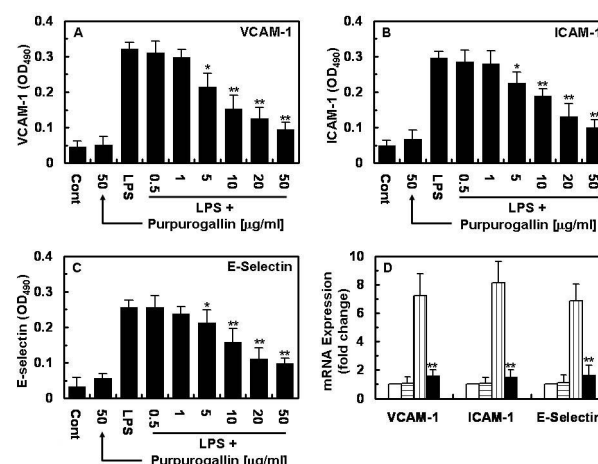 A
VCAM-1
VCAM-1 (OD490)
0.4
0.3
0.2
0.1
0
*
**
**
**
Cont
50
LPS
0.5
1
5
10
20
50
LPS +
Purpurogallin [µg/ml]
B
ICAM-1
ICAM-1 (OD490)
0.4
0.3
0.2
0.1
0
*
**
**
**
Cont
50
LPS
0.5
1
5
10
20
50
LPS +
Purpurogallin [µg/ml]
C
E-Selectin
E-selectin (OD490)
0.4
0.3
0.2
0.1
0
*
**
**
**
Cont
50
LPS
0.5
1
5
10
20
50
LPS +
Purpurogallin [µg/ml]
D
mRNA Expression
(fold change)
10
8
6
4
2
0
**
**
**
VCAM-1
ICAM-1
E-Selectin